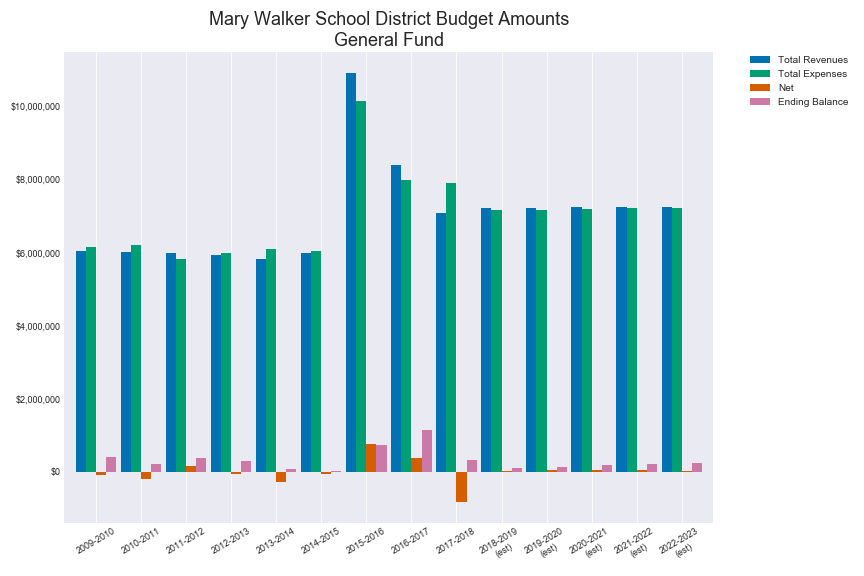 Mary Walker School District Budget Amounts
General Fund
Total Revenues
Total Expenses
Net
Ending Balance
$10,000,000
$8,000,000
$6,000,000
$4,000,000
$2,000,000
$0
2009-2010
2010-2011
2011-2012
2012-2013
2013-2014
2014-2015
2015-2016
2016-2017
2017-2018
2018-2019
(est)
2019-2020
(est)
2020-2021
(est)
2021-2022
(est)
2022-2023
(est)